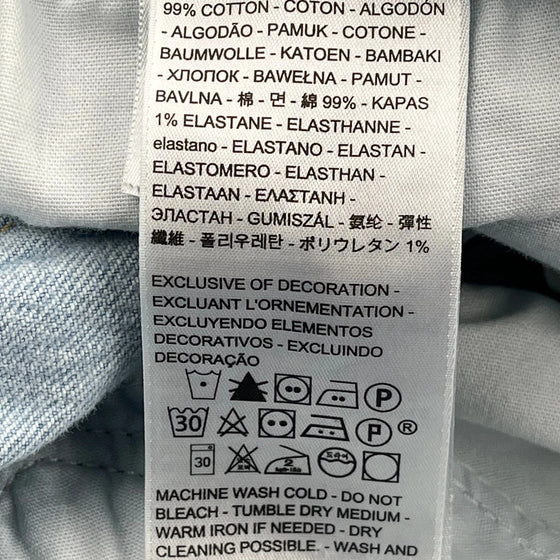 99% COTTON - COTON - ALGODÓN
- ALGODÃO - PAMUK - COTONE -
BAUMWOLLE - KATOEN - BAMBAKI
- ХЛОПОК - BAWEŁNA - PAMUT -
BAVLNA - 棉 - 면 - 綿 99% - KAPAS
1% ELASTANE - ELASTHANNE -
elastano - ELASTANO - ELASTAN -
ELASTOMERO - ELASTHAN -
ELASTAAN - ΕΛΑΣΤΑΝΗ -
ЭЛАСТАН - GUMISZÁL - 氨纶 - 彈性
纖維 - 폴리우레탄 - ポリウレタン 1%
EXCLUSIVE OF DECORATION -
EXCLUANT L'ORNEMENTATION -
EXCLUYENDO ELEMENTOS
DECORATIVOS - EXCLUINDO
DECORAÇÃO
P
30 P ®
30 2 드라이
MACHINE WASH COLD - DO NOT
BLEACH - TUMBLE DRY MEDIUM -
WARM IRON IF NEEDED - DRY
CLEANING POSSIBLE. - WASH AND